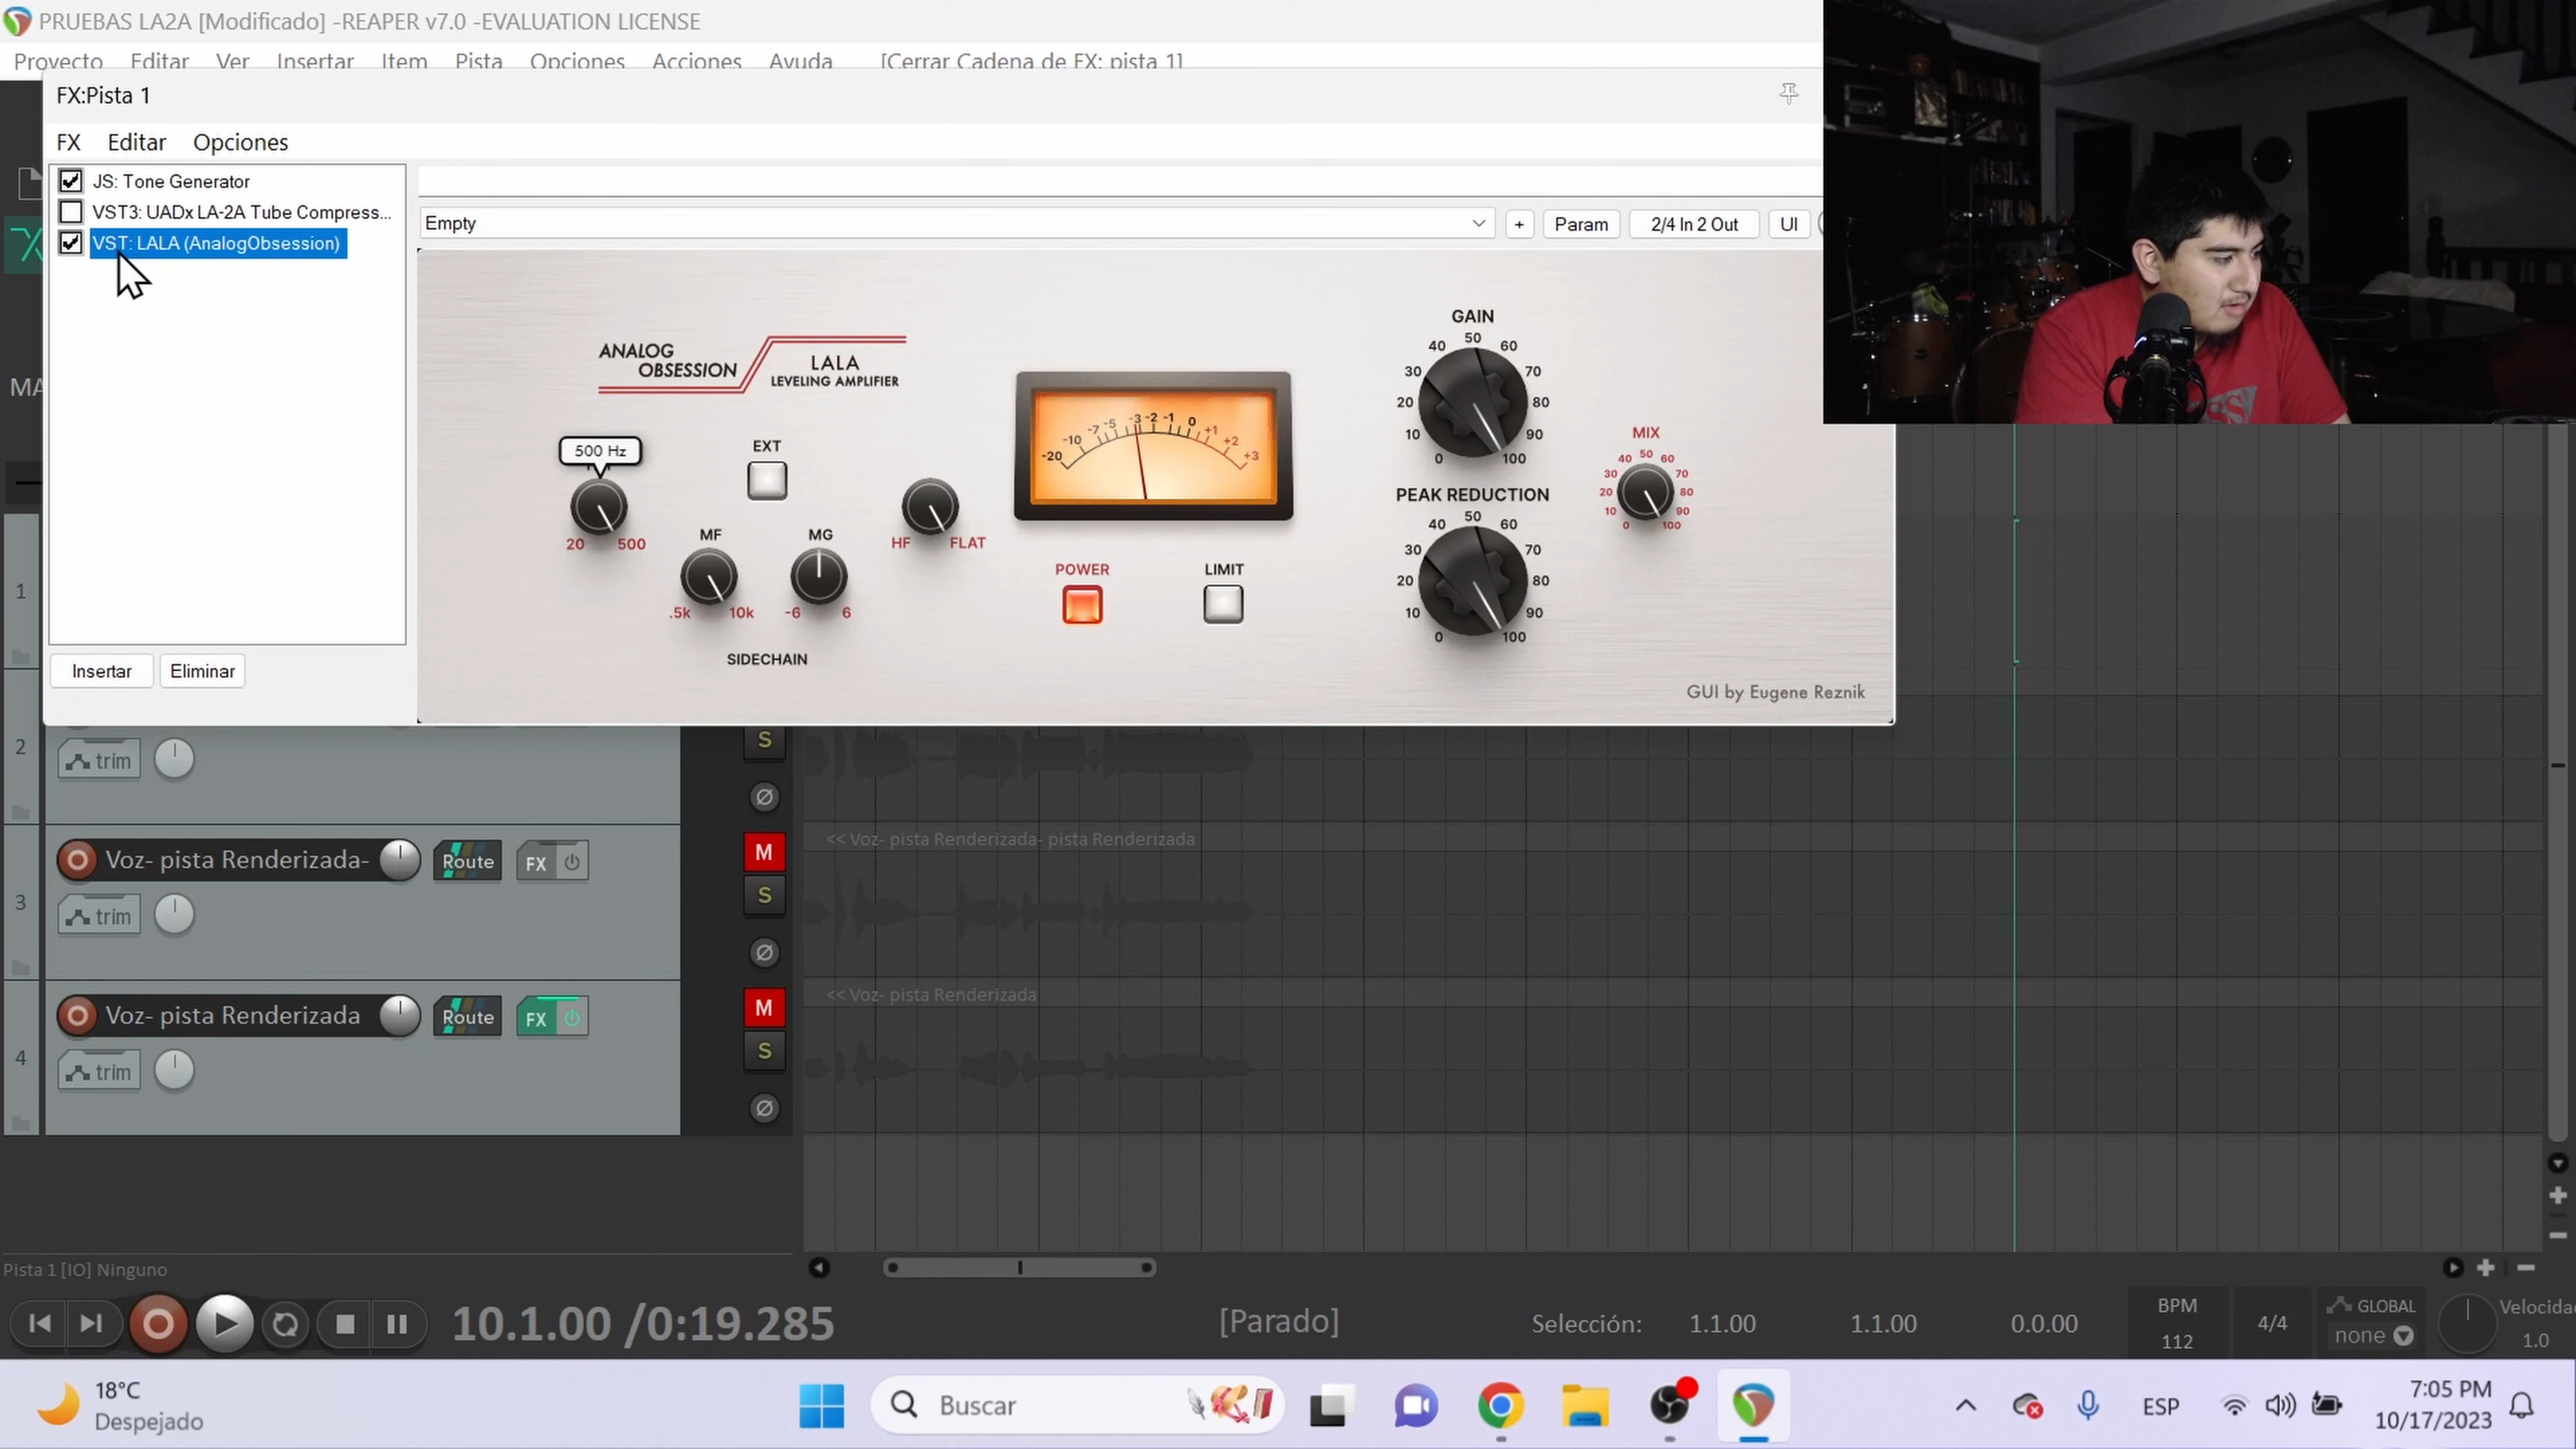 PRUEBAS LA2A [Modificado] -REAPER v7.0 -EVALUATION LICENSE
Proyecto Editar Ver Insertar Item Pista Opciones Acciones Ayuda [Cerrar Cadena de FX: pista 1]
FX:Pista 1
FX Editar Opciones
JS: Tone Generator
VST3: UADx LA-2A Tube Compress...
VST: LALA (AnalogObsession)
Empty + Param 2/4 In 2 Out UI
MA
ANALOG OBSESSION
LALA
LEVELING AMPLIFIER
500 Hz
20 500
EXT
MF
.5k 10k
MG
-6 6
SIDECHAIN
HF FLAT
-20 -10 -7 -5 -3 -2 -1 0 +1 +2 +3
POWER
LIMIT
GAIN
0 10 20 30 40 50 60 70 80 90 100
PEAK REDUCTION
0 10 20 30 40 50 60 70 80 90 100
MIX
0 10 20 30 40 50 60 70 80 90 100
GUI by Eugene Reznik
Insertar Eliminar
1
2 trim S
<< Voz- pista Renderizada- pista Renderizada
3 Voz- pista Renderizada- Route FX M
trim S
<< Voz- pista Renderizada
4 Voz- pista Renderizada Route FX M
trim S
Pista 1 [IO] Ninguno
10.1.00 /0:19.285 [Parado] Selección: 1.1.00 1.1.00 0.0.00
BPM
112
4/4
GLOBAL
none
Velocidad
1.0
18°C
Despejado
Buscar
ESP
7:05 PM
10/17/2023